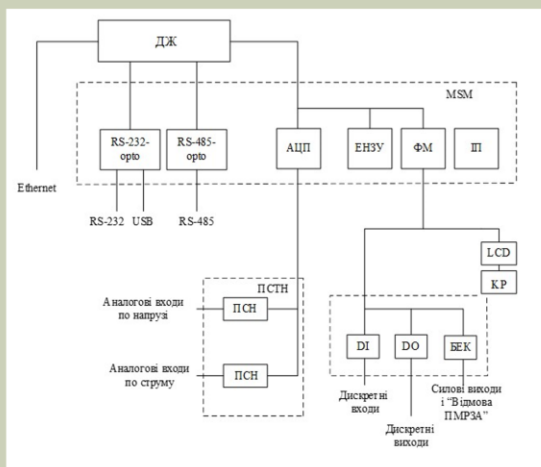 ДЖ
MSM
RS-232-
opto
RS-485-
opto
АЦП
ЕНЗУ
ФМ
ІП
Ethernet
RS-232 USB
RS-485
LCD
КР
ПСТН
Аналогові входи
по напрузі
ПСН
Аналогові входи
по струму
ПСН
DI
DO
БЕК
Дискретні
входи
Дискретні
виходи
Силові виходи
і "Відмова
ПМРЗА"